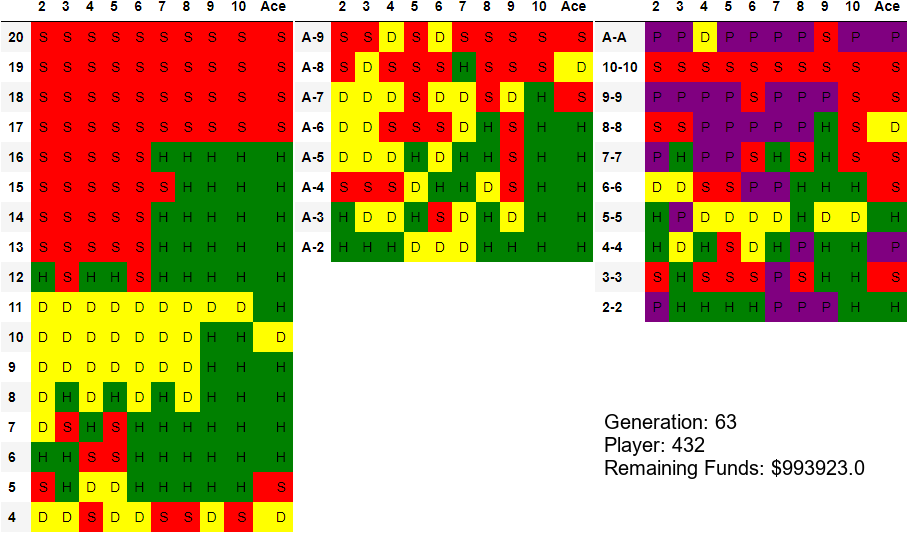 2 3 4 5 6 7 8 9 10 Ace
20 S S S S S S S S S S
19 S S S S S S S S S S
18 S S S S S S S S S S
17 S S S S S S S S S S
16 S S S S S H H H H H
15 S S S S S S H H H H
14 S S S S S H H H H H
13 S S S S S H H H H H
12 H S H H S H H H H H
11 D D D D D D D D D H
10 D D D D D D D H H D
9 D D D D D D D H H H
8 D H D H D H D H H H
7 D S H S H H H H H H
6 H H S S H H H H H H
5 S H D D H H H H H S
4 D D S D D S S D S D
2 3 4 5 6 7 8 9 10 Ace
A-9 S S D S D S S S S S
A-8 S D S S S H S S S D
A-7 D D D S D D S D H S
A-6 D D S S S D H S H H
A-5 D D D H D H H S H H
A-4 S S S D H H D S H H
A-3 H D D H S D H D H H
A-2 H H H D D D H H H H
2 3 4 5 6 7 8 9 10 Ace
A-A P P D P P P P S P P
10-10 S S S S S S S S S S
9-9 P P P P S P P P S S
8-8 S S P P P P P H S D
7-7 P H P P S H S H S S
6-6 D D S S P P H H H S
5-5 H P D D D D H D D H
4-4 H D H S D H P H H P
3-3 S H S S S P S H H S
2-2 P H H H H P P P H H
Generation: 63
Player: 432
Remaining Funds: $993923.0